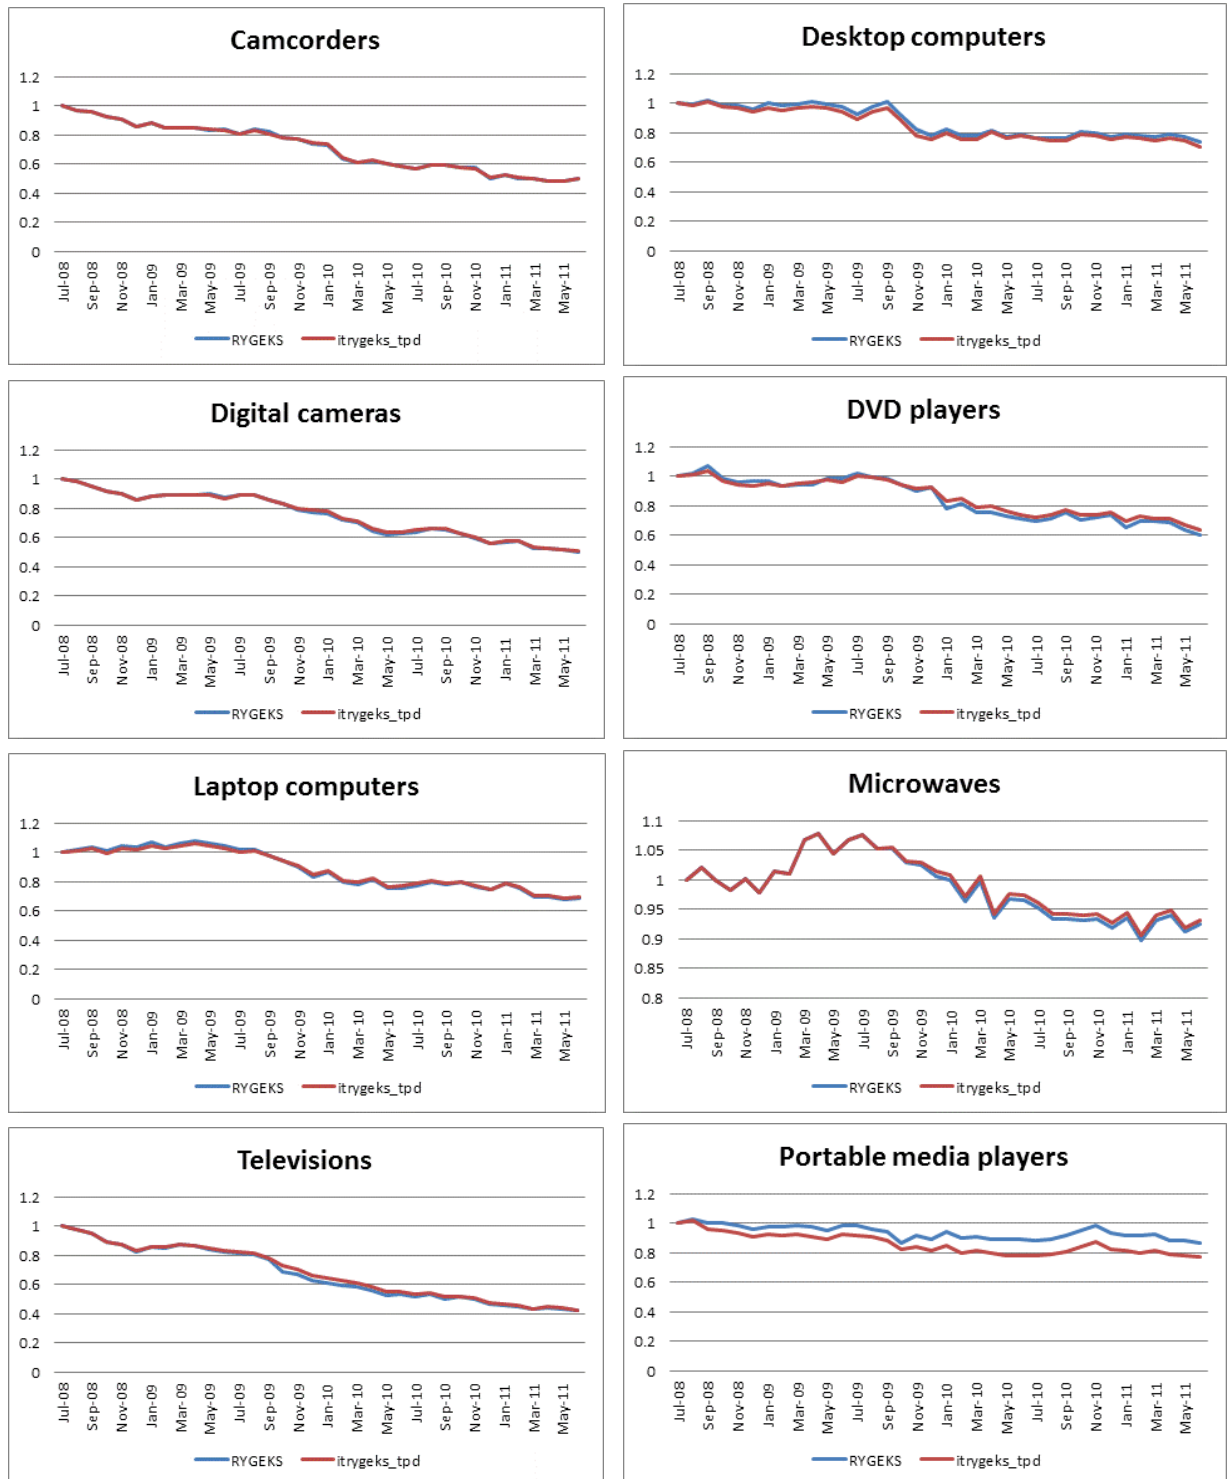 Camcorders
1.2
1
0.8
0.6
0.4
0.2
0
Jul-08 Sep-08 Nov-08 Jan-09 Mar-09 May-09 Jul-09 Sep-09 Nov-09 Jan-10 Mar-10 May-10 Jul-10 Sep-10 Nov-10 Jan-11 Mar-11 May-11
RYGEKS itrygeks_tpd
Desktop computers
1.2
1
0.8
0.6
0.4
0.2
0
Jul-08 Sep-08 Nov-08 Jan-09 Mar-09 May-09 Jul-09 Sep-09 Nov-09 Jan-10 Mar-10 May-10 Jul-10 Sep-10 Nov-10 Jan-11 Mar-11 May-11
RYGEKS itrygeks_tpd
Digital cameras
1.2
1
0.8
0.6
0.4
0.2
0
Jul-08 Sep-08 Nov-08 Jan-09 Mar-09 May-09 Jul-09 Sep-09 Nov-09 Jan-10 Mar-10 May-10 Jul-10 Sep-10 Nov-10 Jan-11 Mar-11 May-11
RYGEKS itrygeks_tpd
DVD players
1.2
1
0.8
0.6
0.4
0.2
0
Jul-08 Sep-08 Nov-08 Jan-09 Mar-09 May-09 Jul-09 Sep-09 Nov-09 Jan-10 Mar-10 May-10 Jul-10 Sep-10 Nov-10 Jan-11 Mar-11 May-11
RYGEKS itrygeks_tpd
Laptop computers
1.2
1
0.8
0.6
0.4
0.2
0
Jul-08 Sep-08 Nov-08 Jan-09 Mar-09 May-09 Jul-09 Sep-09 Nov-09 Jan-10 Mar-10 May-10 Jul-10 Sep-10 Nov-10 Jan-11 Mar-11 May-11
RYGEKS itrygeks_tpd
Microwaves
1.1
1.05
1
0.95
0.9
0.85
0.8
Jul-08 Sep-08 Nov-08 Jan-09 Mar-09 May-09 Jul-09 Sep-09 Nov-09 Jan-10 Mar-10 May-10 Jul-10 Sep-10 Nov-10 Jan-11 Mar-11 May-11
RYGEKS itrygeks_tpd
Televisions
1.2
1
0.8
0.6
0.4
0.2
0
Jul-08 Sep-08 Nov-08 Jan-09 Mar-09 May-09 Jul-09 Sep-09 Nov-09 Jan-10 Mar-10 May-10 Jul-10 Sep-10 Nov-10 Jan-11 Mar-11 May-11
RYGEKS itrygeks_tpd
Portable media players
1.2
1
0.8
0.6
0.4
0.2
0
Jul-08 Sep-08 Nov-08 Jan-09 Mar-09 May-09 Jul-09 Sep-09 Nov-09 Jan-10 Mar-10 May-10 Jul-10 Sep-10 Nov-10 Jan-11 Mar-11 May-11
RYGEKS itrygeks_tpd